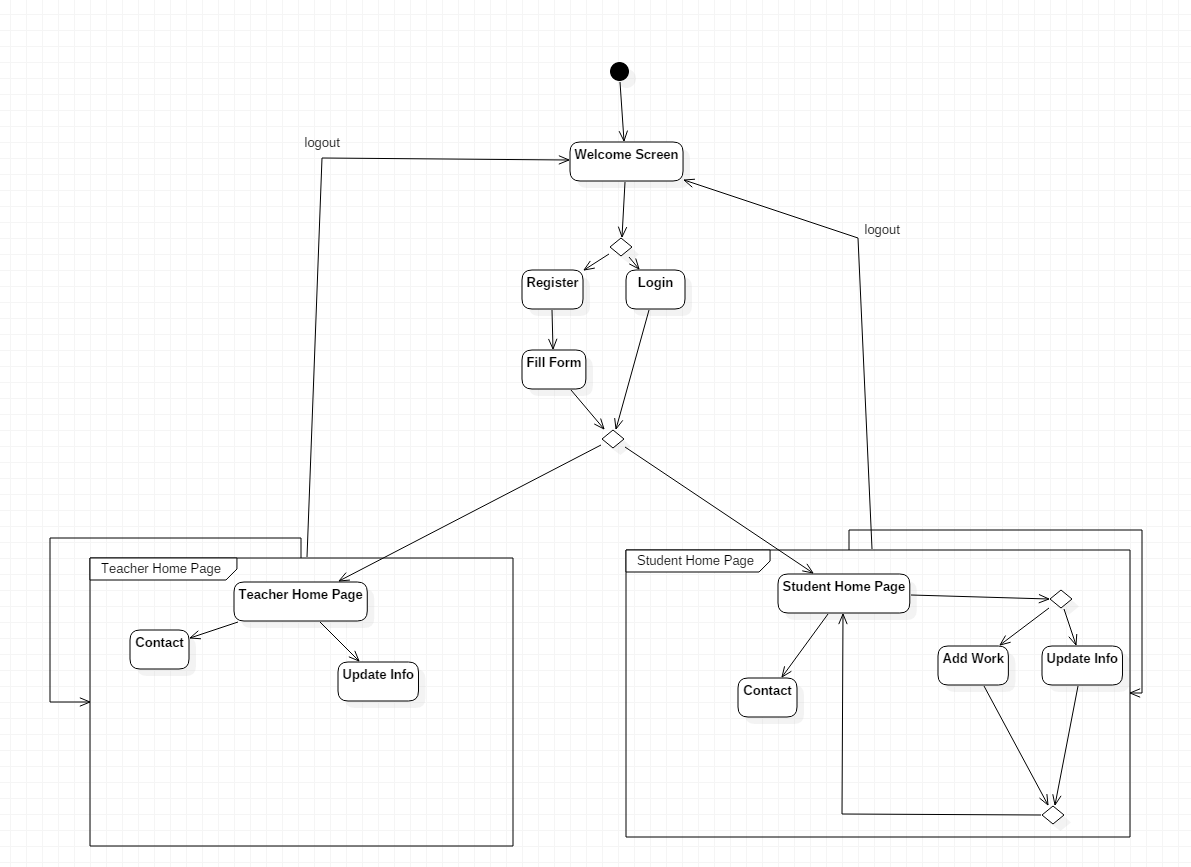 logout
Welcome Screen
logout
Register
Login
Fill Form
Teacher Home Page
Teacher Home Page
Contact
Update Info
Student Home Page
Student Home Page
Add Work
Update Info
Contact